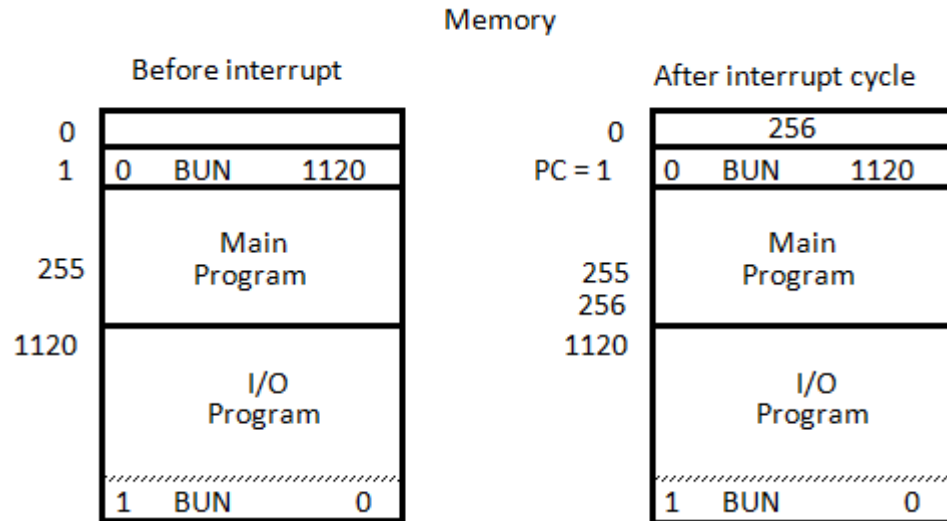 Memory
Before interrupt
0
1 0 BUN 1120
Main
255 Program
1120
I/O
Program
1 BUN 0
After interrupt cycle
0 256
PC = 1 0 BUN 1120
Main
255 Program
256
1120
I/O
Program
1 BUN 0